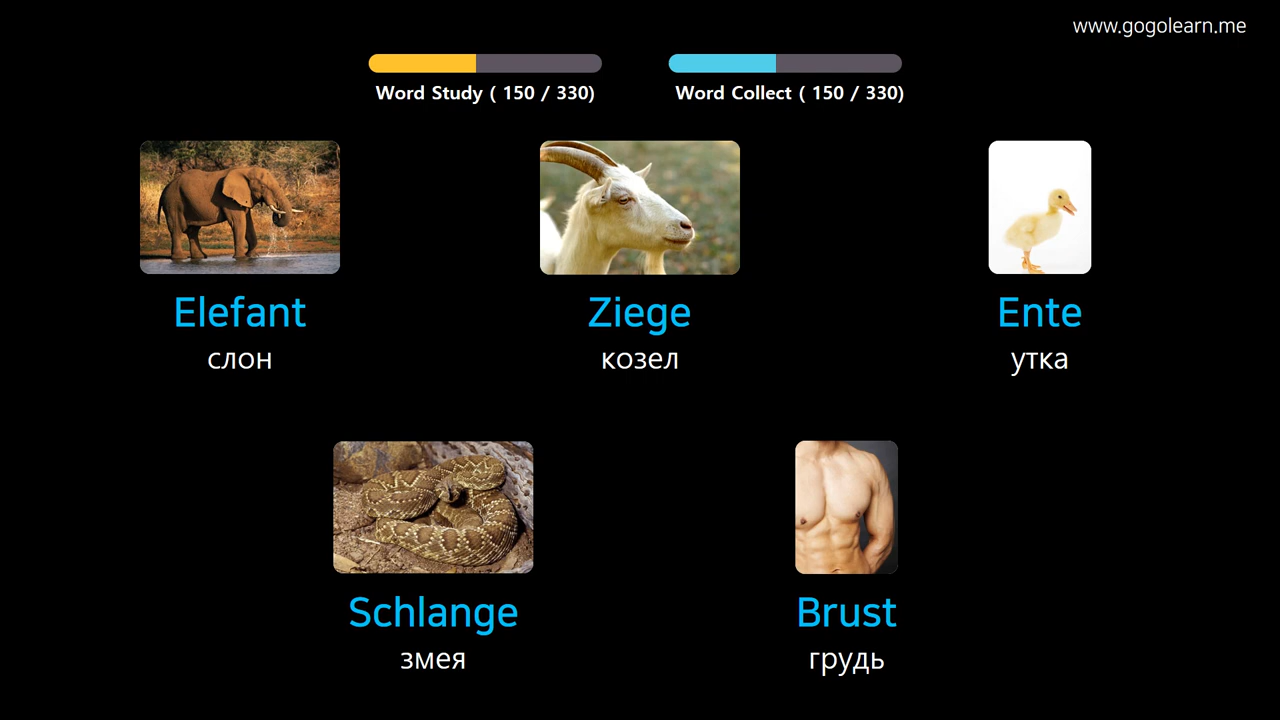 www.gogolearn.me
Word Study ( 150 / 330)
Word Collect ( 150 / 330)
Elefant
слон
Ziege
козел
Ente
утка
Schlange
змея
Brust
грудь